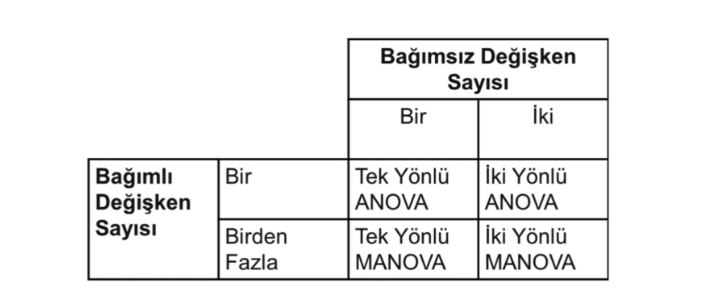 Bağımsız Değişken
Sayısı
Bir
İki
Bağımlı
Değişken
Sayısı
Bir
Tek Yönlü
ANOVA
İki Yönlü
ANOVA
Birden
Fazla
Tek Yönlü
MANOVA
İki Yönlü
MANOVA